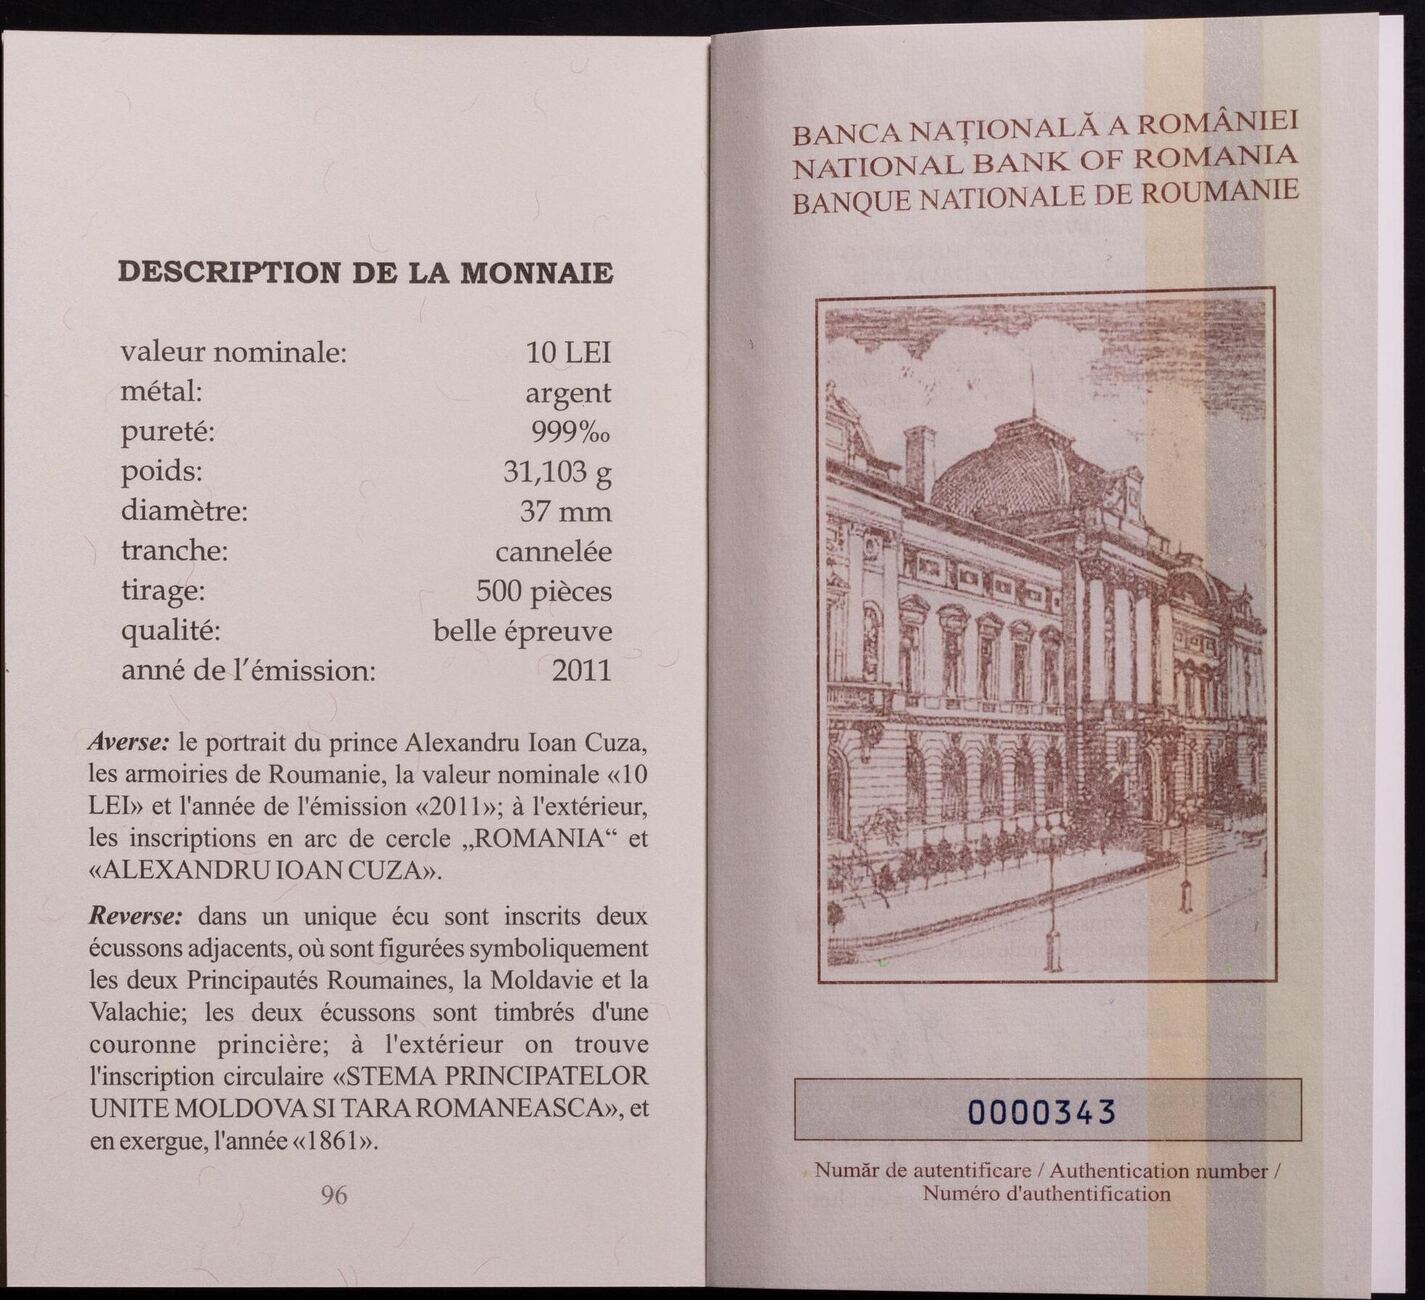 DESCRIPTION DE LA MONNAIE
valeur nominale: 10 LEI
métal: argent
pureté: 999‰
poids: 31,103 g
diamètre: 37 mm
tranche: cannelée
tirage: 500 pièces
qualité: belle épreuve
anné de l'émission: 2011
Averse: le portrait du prince Alexandru Ioan Cuza,
les armoiries de Roumanie, la valeur nominale «10
LEI» et l'année de l'émission «2011»; à l'extérieur,
les inscriptions en arc de cercle „ROMANIA“ et
«ALEXANDRU IOAN CUZA».
Reverse: dans un unique écu sont inscrits deux
écussons adjacents, où sont figurées symboliquement
les deux Principautés Roumaines, la Moldavie et la
Valachie; les deux écussons sont timbrés d'une
couronne princière; à l'extérieur on trouve
l'inscription circulaire «STEMA PRINCIPATELOR
UNITE MOLDOVA SI TARA ROMANEASCA», et
en exergue, l'année «1861».
96
BANCA NAȚIONALĂ A ROMÂNIEI
NATIONAL BANK OF ROMANIA
BANQUE NATIONALE DE ROUMANIE
0000343
Număr de autentificare / Authentication number /
Numéro d'authentification